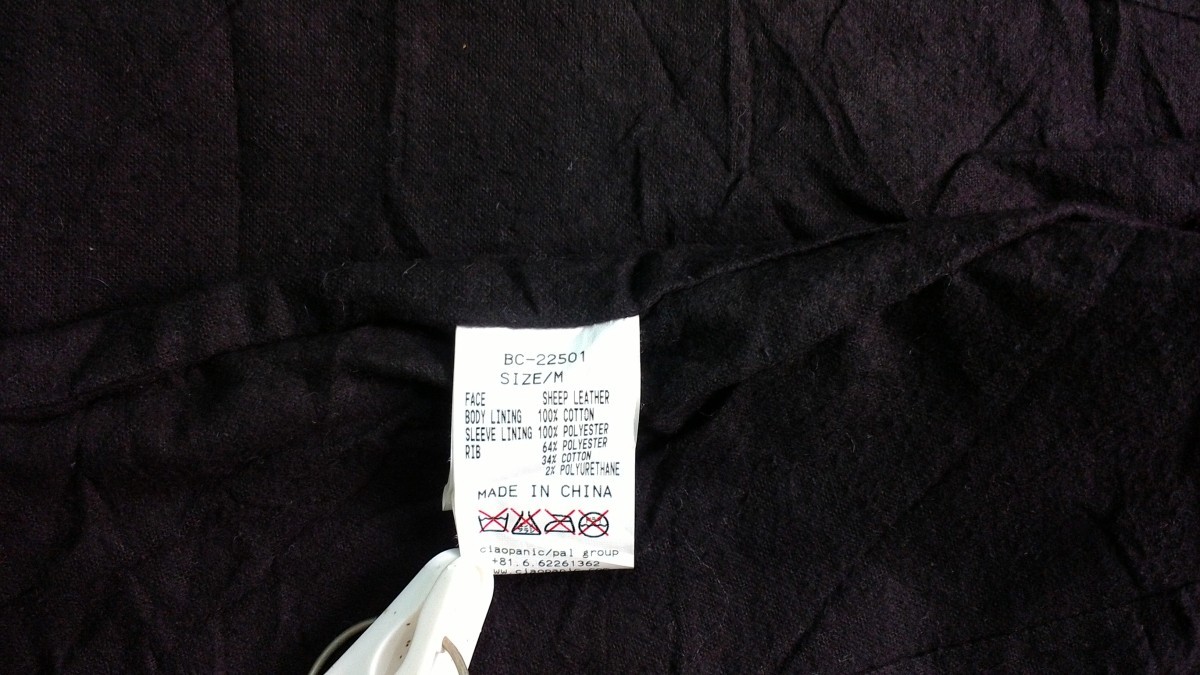 BC-22501
SIZE/M
FACE SHEEP LEATHER
BODY LINING 100% COTTON
SLEEVE LINING 100% POLYESTER
RIB 64% POLYESTER
34% COTTON
2% POLYURETHANE
MADE IN CHINA
ciaopanic/pal group
+81.6.62261362